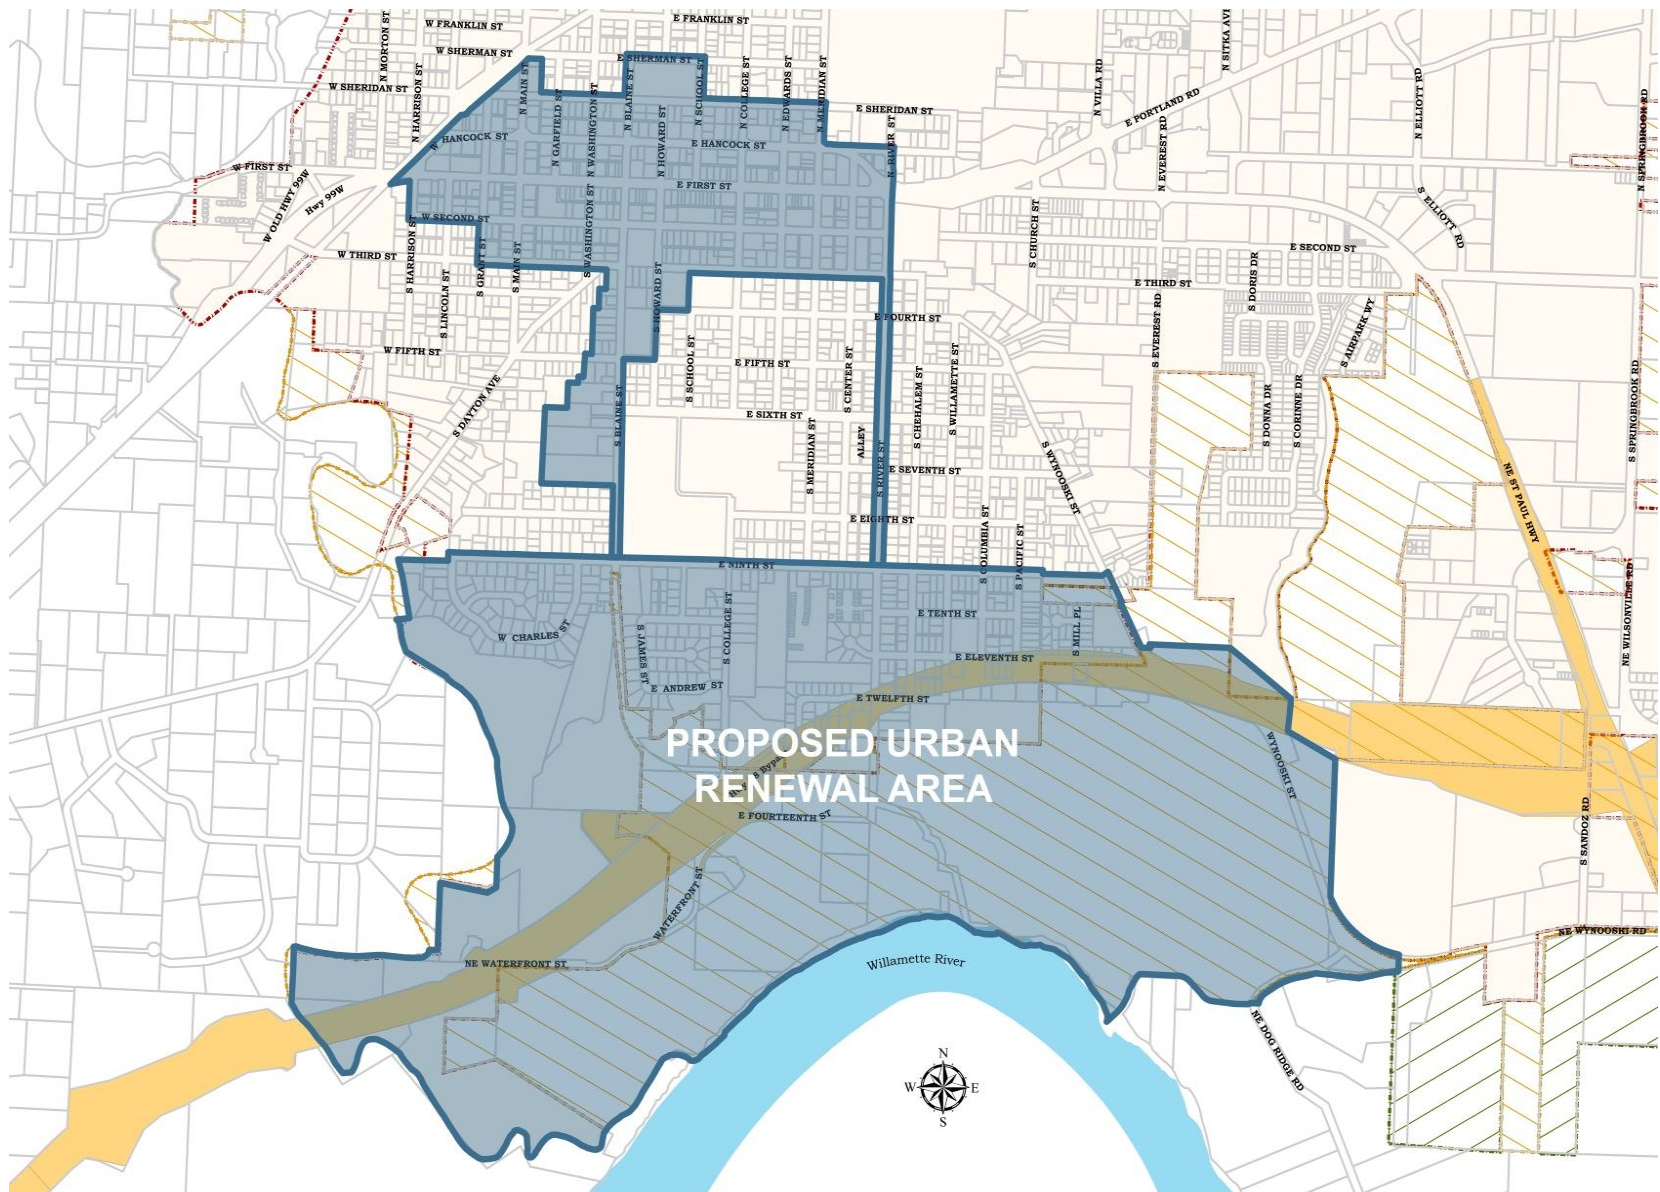 W FRANKLIN ST
E FRANKLIN ST
N MORTON ST
W SHERMAN ST
E SHERMAN ST
W SHERIDAN ST
N HARRISON ST
N MAIN ST
N GARFIELD ST
N WASHINGTON ST
N BLAINE ST
N HOWARD ST
N SCHOOL ST
N COLLEGE ST
N EDWARDS ST
N MERIDIAN ST
E SHERIDAN ST
N RIVER ST
N VILLA RD
E PORTLAND RD
N EVEREST RD
N SITKA AVE
N ELLIOTT RD
N SPRINGBROOK RD
W HANCOCK ST
E HANCOCK ST
W FIRST ST
E FIRST ST
W OLD HWY 99W
Hwy 99W
W SECOND ST
S WASHINGTON ST
S CHURCH ST
S ELLIOTT RD
E SECOND ST
W THIRD ST
S HARRISON ST
S LINCOLN ST
S GRANT ST
S MAIN ST
S HOWARD ST
E THIRD ST
S DORIS DR
E FOURTH ST
S EVEREST RD
S AIRPARK WY
W FIFTH ST
S SCHOOL ST
E FIFTH ST
S CENTER ST
S CHEHALEM ST
S WILLAMETTE ST
S SPRINGBROOK RD
S DAYTON AVE
S BLAINE ST
E SIXTH ST
S MERIDIAN ST
ALLEY
S RIVER ST
E SEVENTH ST
S WYNOOSKI ST
S DONNA DR
S CORINNE DR
NE ST PAUL HWY
E EIGHTH ST
S COLUMBIA ST
S PACIFIC ST
E NINTH ST
NE WILSONVILLE RD
W CHARLES ST
S JAMES ST
S COLLEGE ST
E TENTH ST
S MILL PL
E ELEVENTH ST
E ANDREW ST
E TWELFTH ST
PROPOSED URBAN
RENEWAL AREA
WYNOOSKI ST
E FOURTEENTH ST
S SANDOZ RD
WATERFRONT ST
NE WATERFRONT ST
Willamette River
NE WYNOOSKI RD
NE DOG RIDGE RD
N
W
E
S